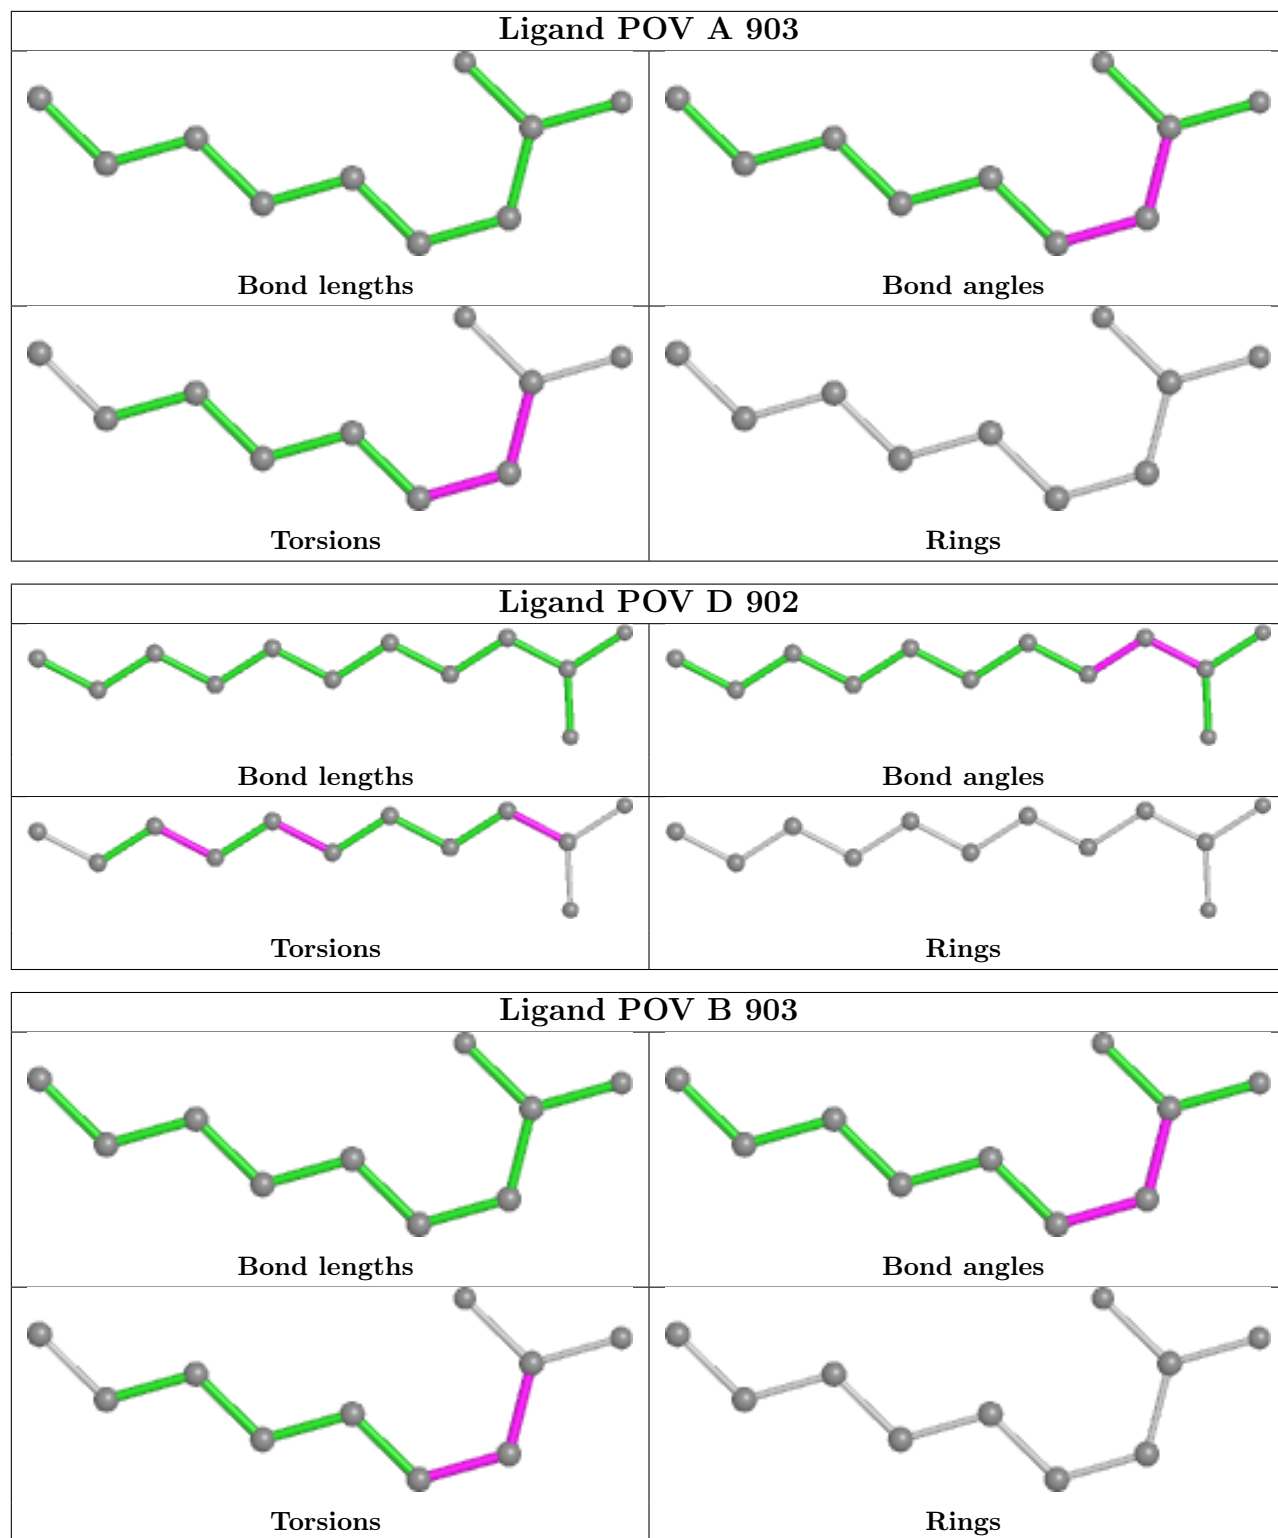 Ligand POV A 903
Bond lengths
Bond angles
Torsions
Rings
Ligand POV D 902
Bond lengths
Bond angles
Torsions
Rings
Ligand POV B 903
Bond lengths
Bond angles
Torsions
Rings